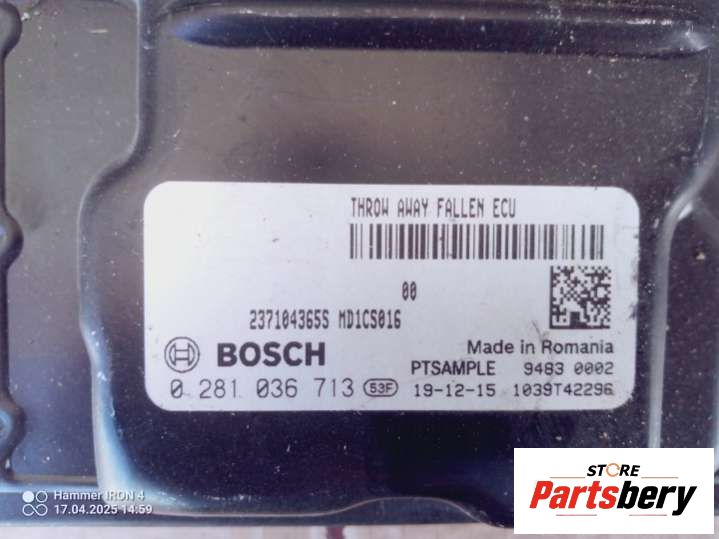 THROW AWAY FALLEN ECU
00
237104365S MD1CS016
BOSCH
Made in Romania
PTSAMPLE 9483 0002
0 281 036 713 53F 19-12-15 1039T42296
Hammer IRON 4
17.04.2025 14:59
STORE
Partsbery